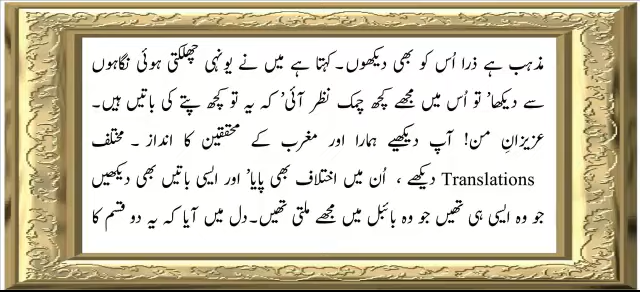 مذہب ہے ذرا اُس کو بھی دیکھوں۔ کہتا ہے میں نے یونہی جھلکتی ہوئی نگاہوں
سے دیکھا' تو اُس میں مجھے کچھ چمک نظر آئی' کہ یہ تو کچھ پتے کی باتیں ہیں۔
عزیزانِ من! آپ دیکھیے ہمارا اور مغرب کے محققین کا انداز ۔ مختلف
Translations دیکھے ، اُن میں اختلاف بھی پایا' اور ایسی باتیں بھی دیکھیں
جو وہ ایسی ہی تھیں جو وہ بائبل میں مجھے ملتی تھیں۔ دل میں آیا کہ یہ دو قسم کا